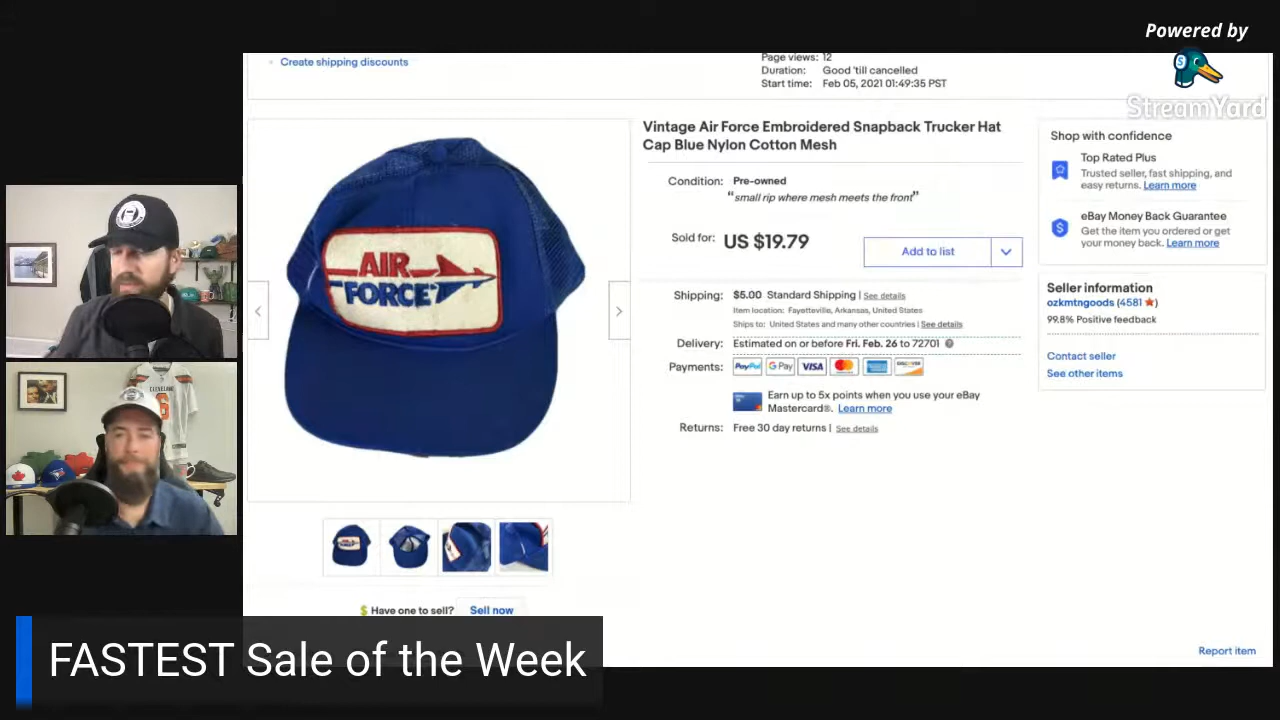 Powered by
StreamYard
Create shipping discounts
Page views: 12
Duration: Good 'till cancelled
Start time: Feb 05, 2021 01:49:35 PST
Vintage Air Force Embroidered Snapback Trucker Hat
Cap Blue Nylon Cotton Mesh
Condition: Pre-owned
"small rip where mesh meets the front"
Sold for: US $19.79
Add to list
Shipping: $5.00 Standard Shipping | See details
Item location: Fayetteville, Arkansas, United States
Ships to: United States and many other countries | See details
Delivery: Estimated on or before Fri. Feb. 26 to 72701
Payments: PayPal G Pay VISA
Earn up to 5x points when you use your eBay
Mastercard®. Learn more
Returns: Free 30 day returns | See details
Shop with confidence
Top Rated Plus
Trusted seller, fast shipping, and
easy returns. Learn more
eBay Money Back Guarantee
Get the item you ordered or get
your money back. Learn more
Seller information
ozkmtngoods (4581 ★)
99.8% Positive feedback
Contact seller
See other items
AIR
FORCE
CLEVELAND
Have one to sell? Sell now
Report item
FASTEST Sale of the Week